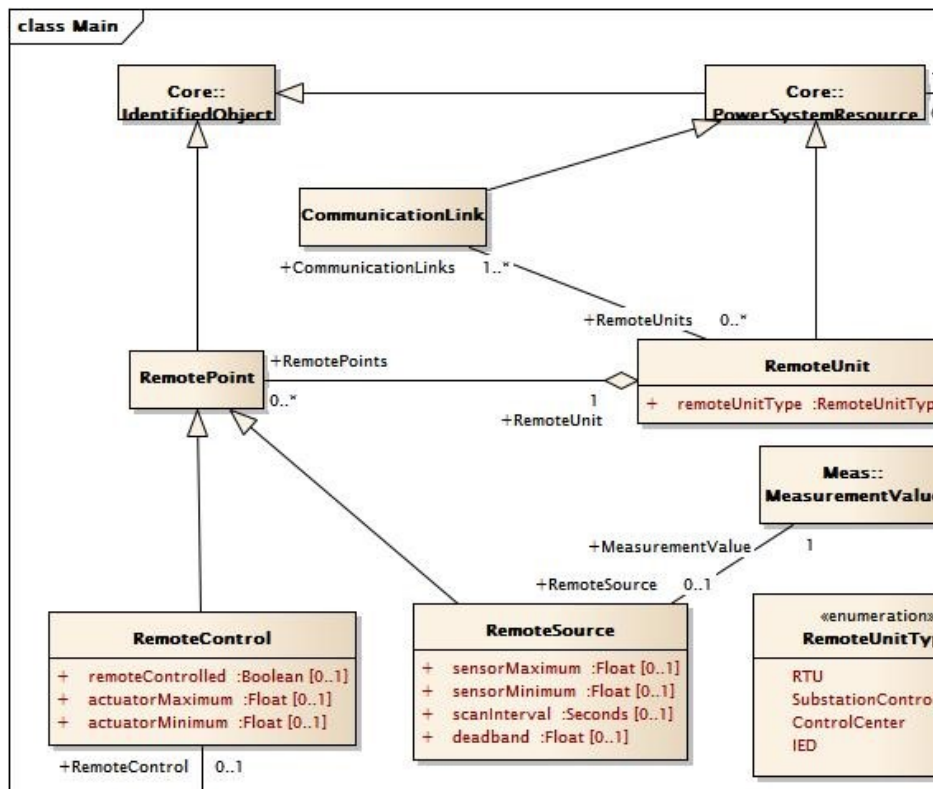 class Main
Core::
IdentifiedObject
Core::
PowerSystemResource
CommunicationLink
+CommunicationLinks 1..*
+RemoteUnits 0..*
RemotePoint
+RemotePoints
0..*
1
+RemoteUnit
RemoteUnit
+ remoteUnitType :RemoteUnitTyp
Meas::
MeasurementValue
+MeasurementValue 1
+RemoteSource 0..1
RemoteControl
+ remoteControlled :Boolean [0..1]
+ actuatorMaximum :Float [0..1]
+ actuatorMinimum :Float [0..1]
+RemoteControl 0..1
RemoteSource
+ sensorMaximum :Float [0..1]
+ sensorMinimum :Float [0..1]
+ scanInterval :Seconds [0..1]
+ deadband :Float [0..1]
«enumeration»
RemoteUnitTyp
RTU
SubstationContro
ControlCenter
IED